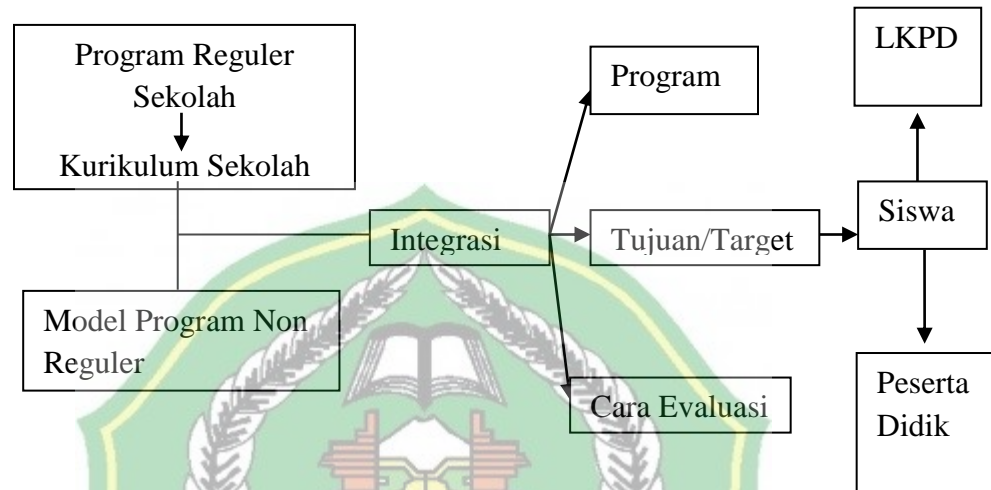 Program Reguler
Sekolah
Kurikulum Sekolah
Model Program Non
Reguler
Integrasi
Program
Tujuan/Target
Cara Evaluasi
LKPD
Siswa
Peserta
Didik